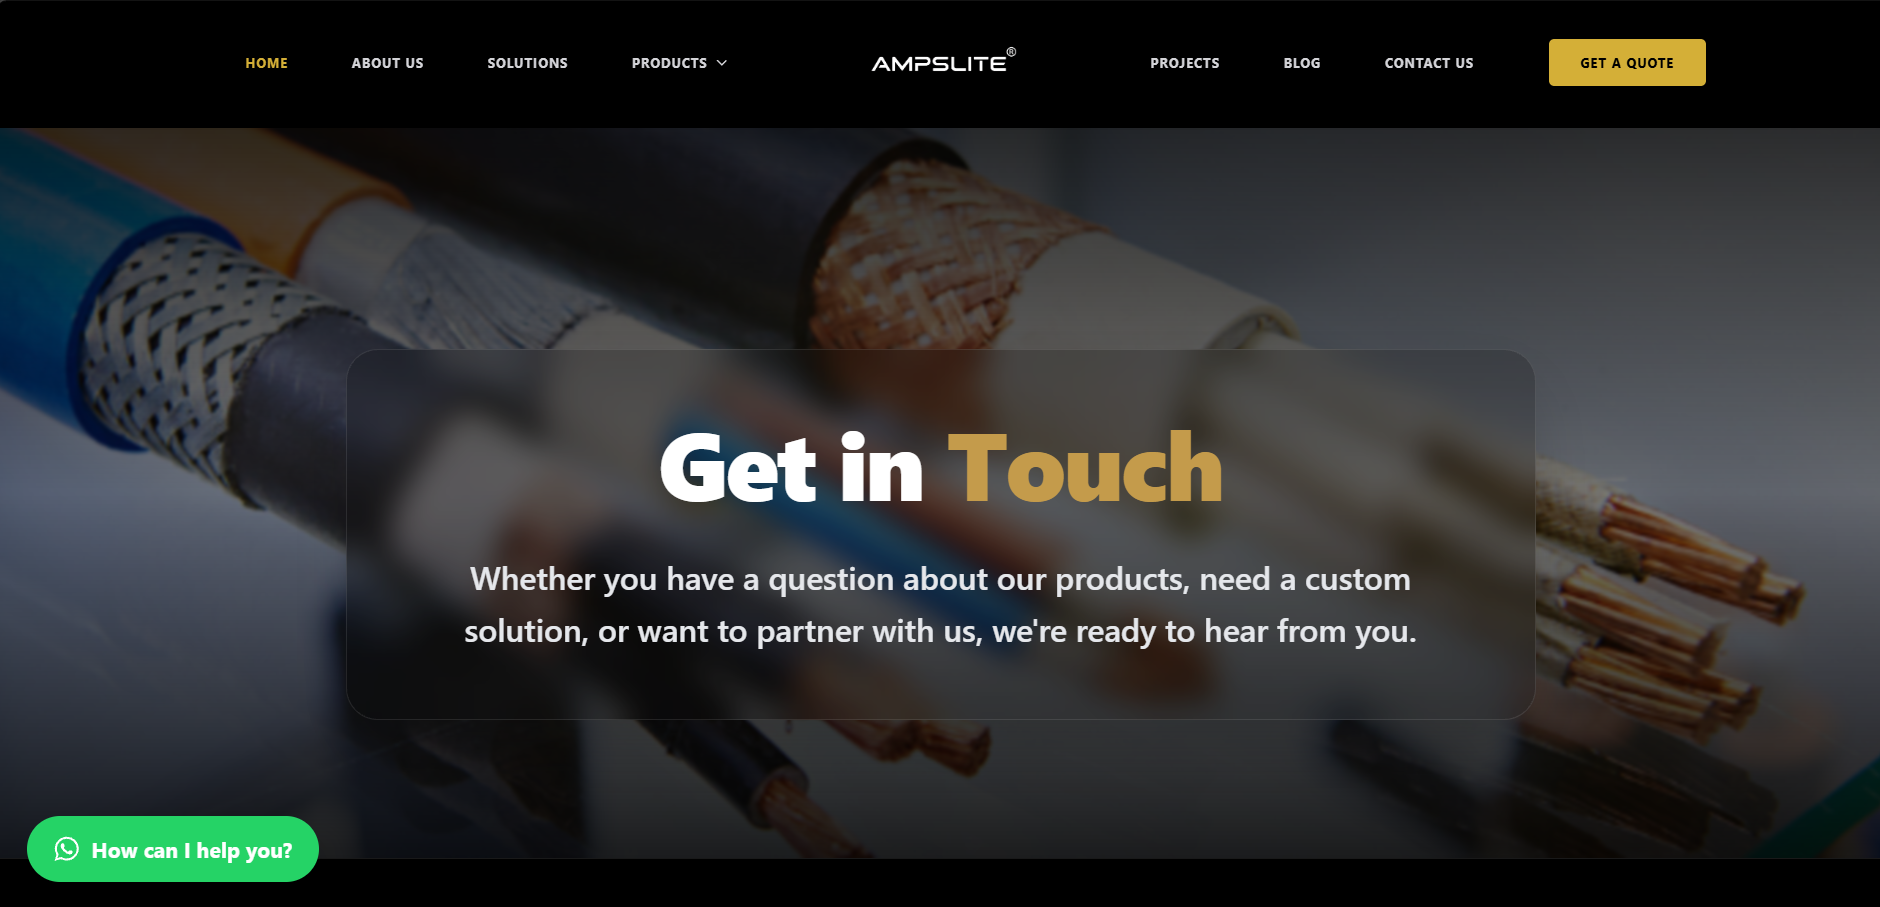 HOME ABOUT US SOLUTIONS PRODUCTS AMPSLITE® PROJECTS BLOG CONTACT US GET A QUOTE
Get in Touch
Whether you have a question about our products, need a custom
solution, or want to partner with us, we're ready to hear from you.
How can I help you?